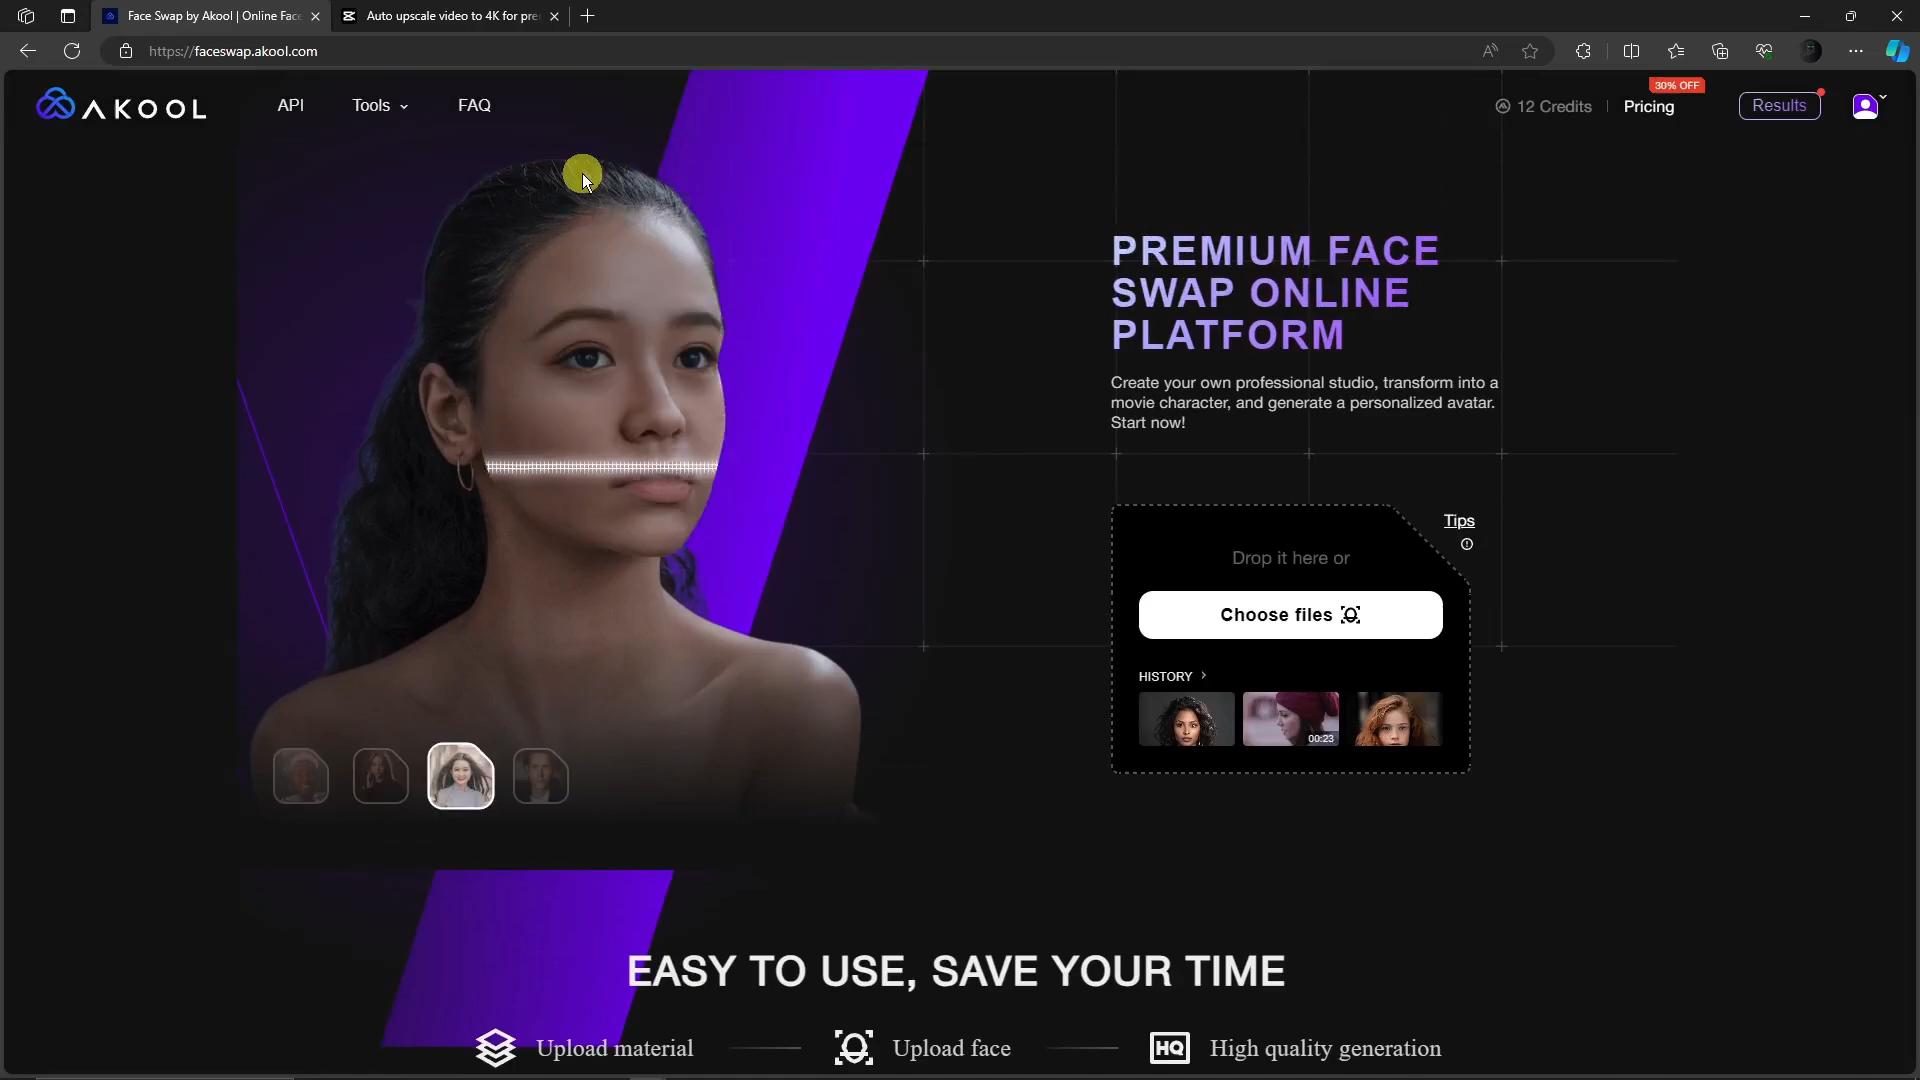 Face Swap by Akool | Online Face
Auto upscale video to 4K for pre
https://faceswap.akool.com
AKOOL
API
Tools
FAQ
12 Credits
30% OFF
Pricing
Results
PREMIUM FACE
SWAP ONLINE
PLATFORM
Create your own professional studio, transform into a
movie character, and generate a personalized avatar.
Start now!
Tips
Drop it here or
Choose files
HISTORY
00:23
EASY TO USE, SAVE YOUR TIME
Upload material
Upload face
HQ
High quality generation